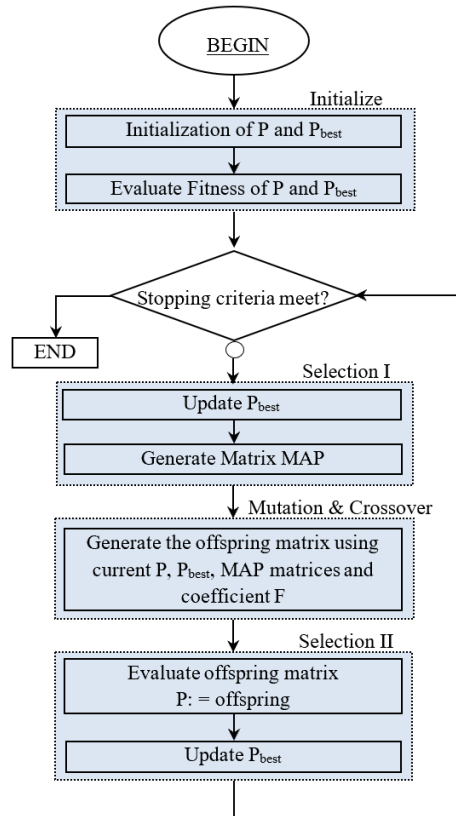 BEGIN
Initialize
Initialization of P and Pbest
Evaluate Fitness of P and Pbest
Stopping criteria meet?
END
Selection I
Update Pbest
Generate Matrix MAP
Mutation & Crossover
Generate the offspring matrix using
current P, Pbest, MAP matrices and
coefficient F
Selection II
Evaluate offspring matrix
P: = offspring
Update Pbest